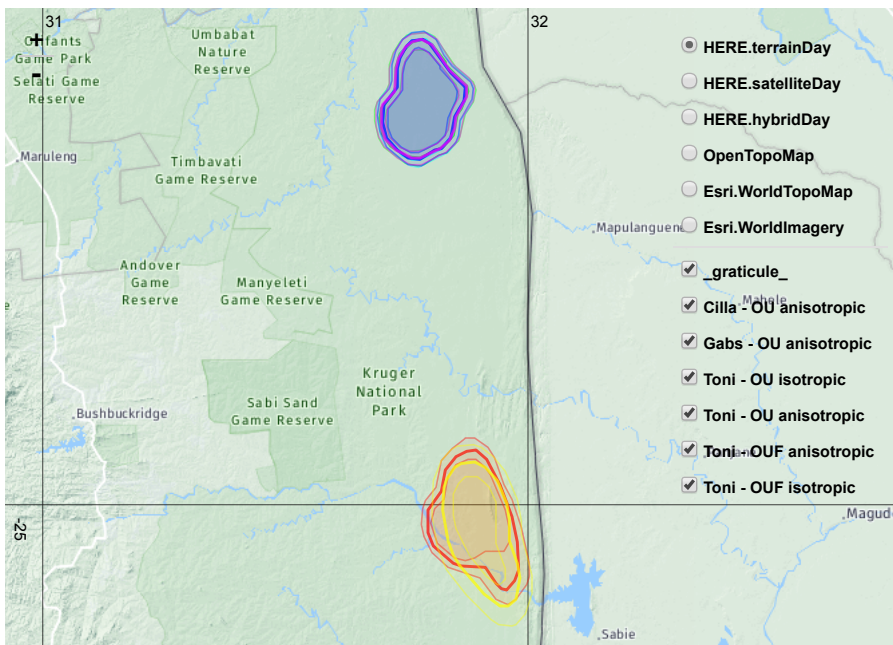 31
32
+
-
Game Park
Selati Game
Reserve
Umbabat
Nature
Reserve
Maruleng
Timbavati
Game Reserve
Andover
Game
Reserve
Manyeleti
Game Reserve
Kruger
National
Park
Sabi Sand
Game Reserve
Bushbuckridge
-25
Mapulanguene
Mahele
Magude
Sabie
HERE.terrainDay
HERE.satelliteDay
HERE.hybridDay
OpenTopoMap
Esri.WorldTopoMap
Esri.WorldImagery
_graticule_
Cilla - OU anisotropic
Gabs - OU anisotropic
Toni - OU isotropic
Toni - OU anisotropic
Toni - OUF anisotropic
Toni - OUF isotropic